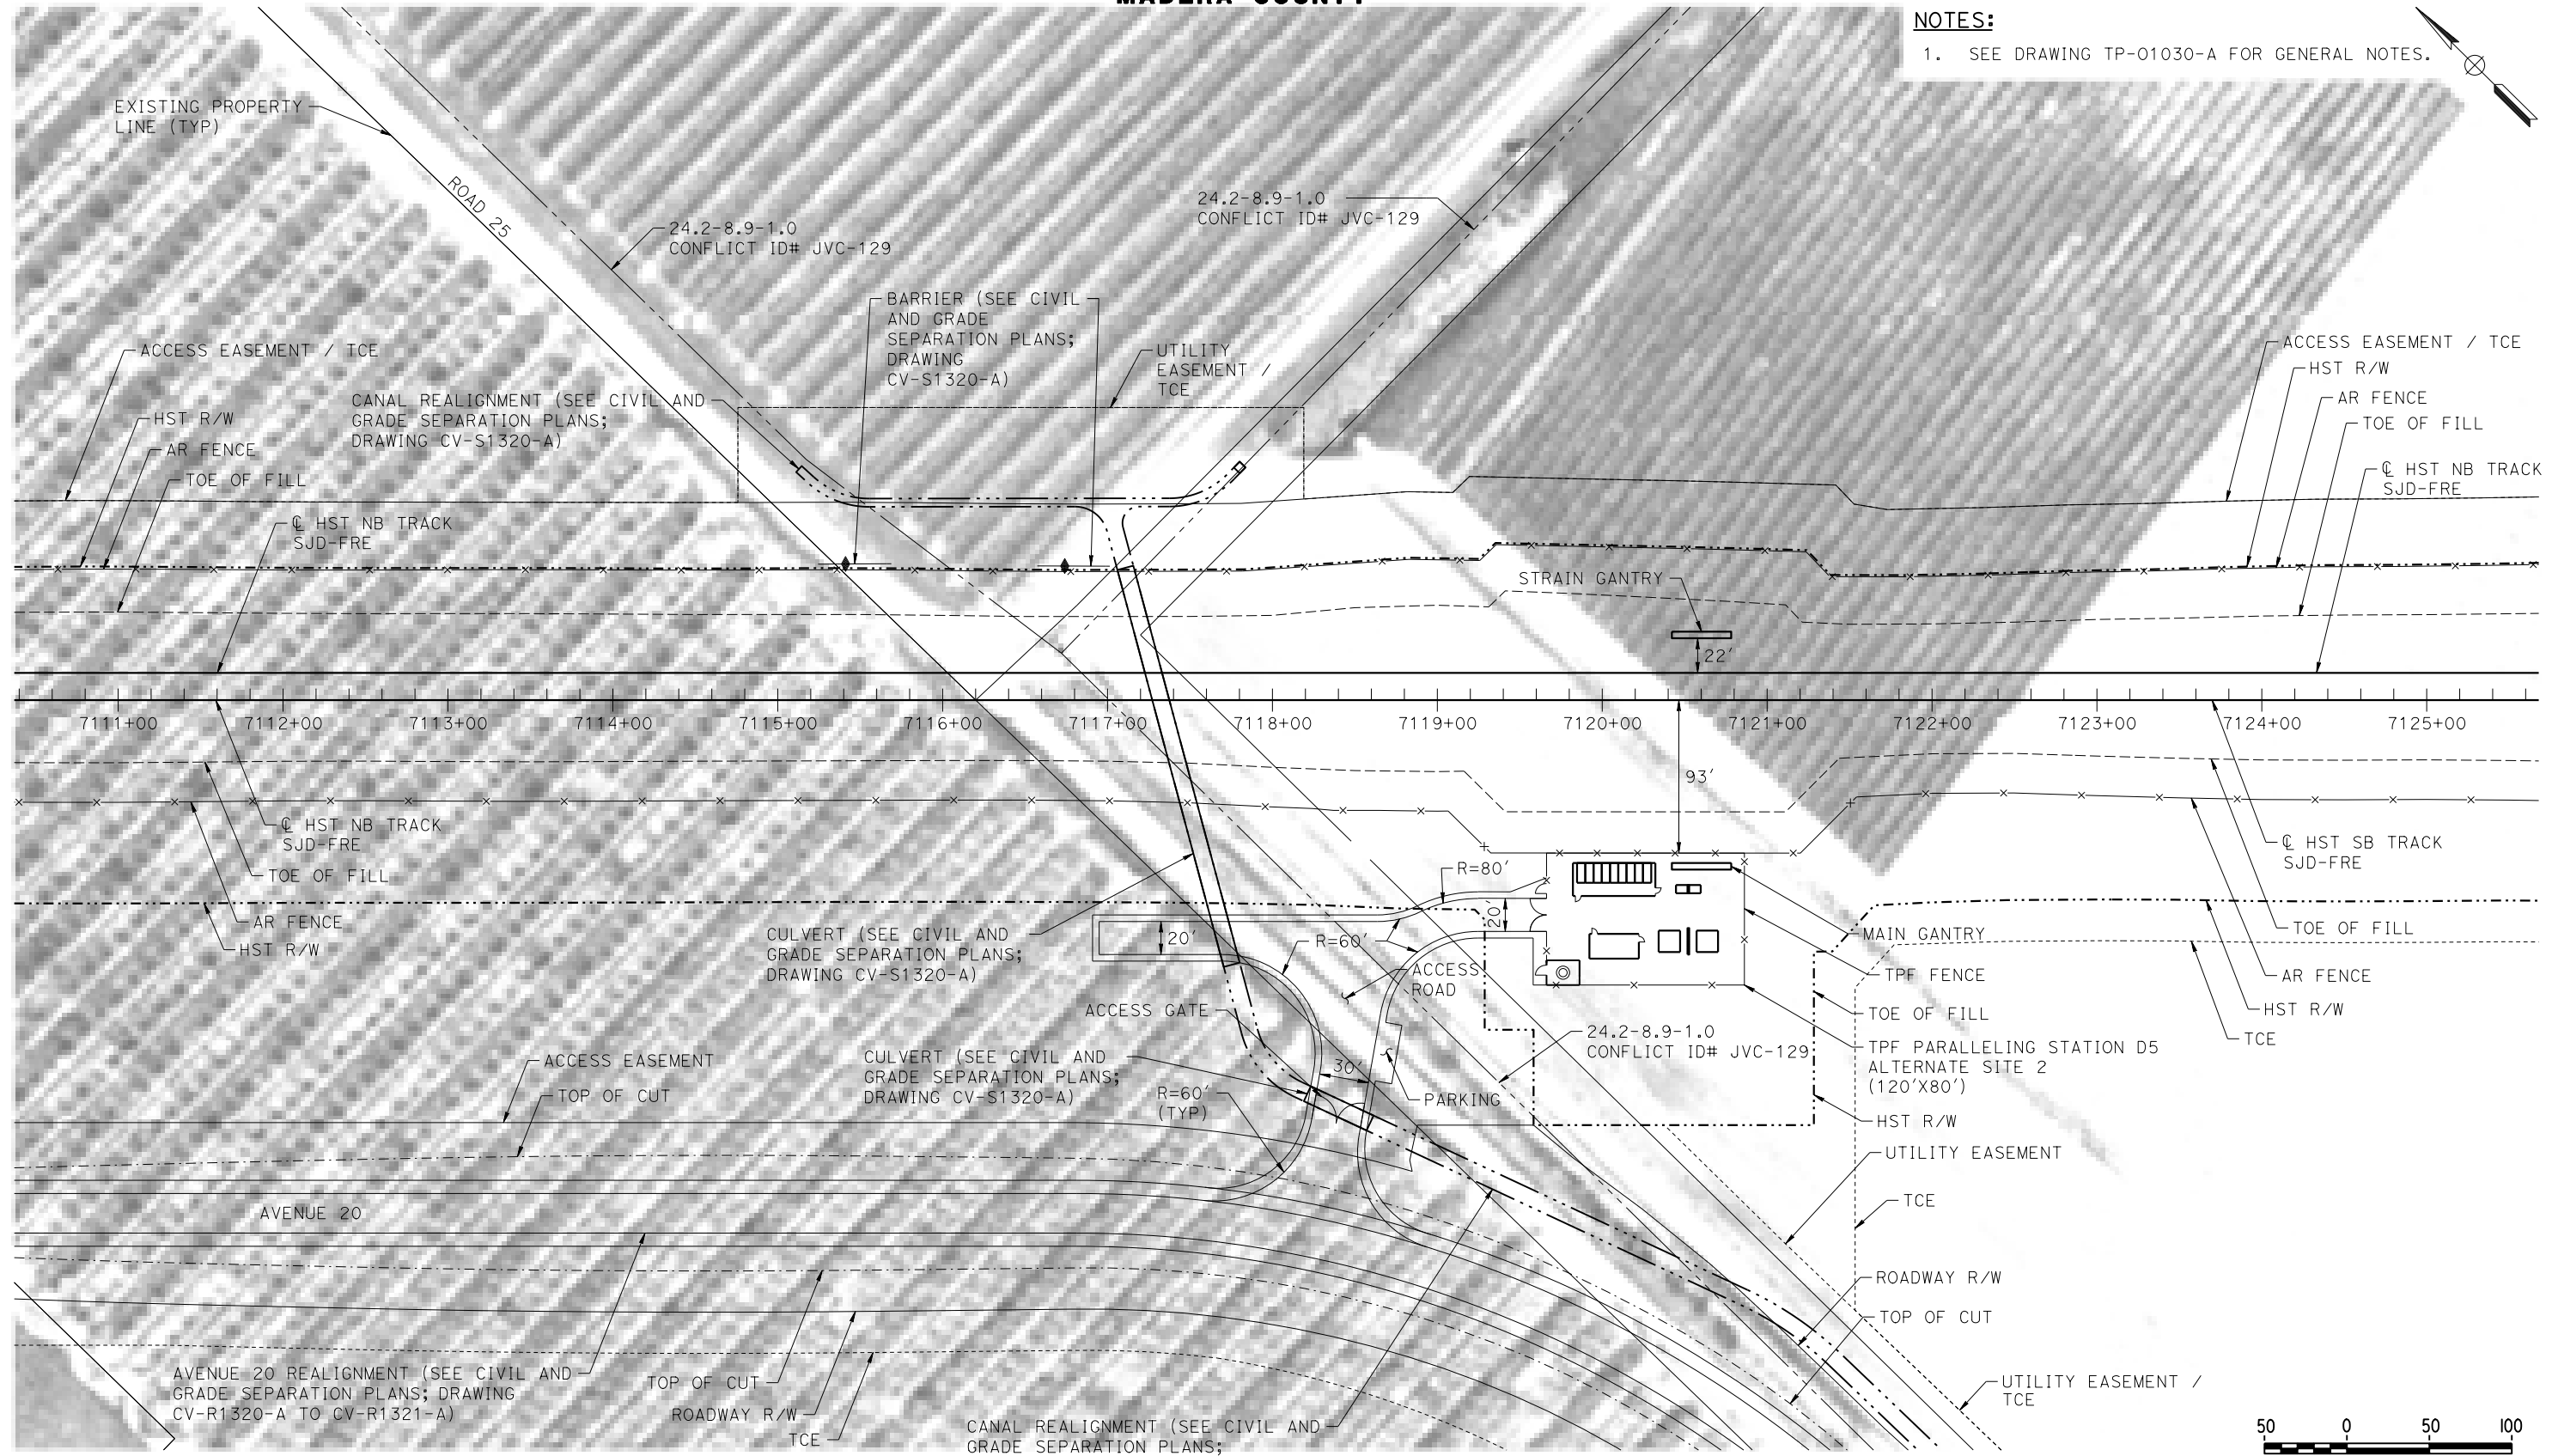 MADERA COUNTY
NOTES:
1. SEE DRAWING TP-O1030-A FOR GENERAL NOTES.
EXISTING PROPERTY
LINE (TYP)
ROAD 25
24.2-8.9-1.0
CONFLICT ID# JVC-129
24.2-8.9-1.0
CONFLICT ID# JVC-129
BARRIER (SEE CIVIL
AND GRADE
SEPARATION PLANS;
DRAWING
CV-S1320-A)
UTILITY
EASEMENT /
TCE
ACCESS EASEMENT / TCE
HST R/W
AR FENCE
TOE OF FILL
CANAL REALIGNMENT (SEE CIVIL AND
GRADE SEPARATION PLANS;
DRAWING CV-S1320-A)
℄ HST NB TRACK
SJD-FRE
ACCESS EASEMENT / TCE
HST R/W
AR FENCE
TOE OF FILL
℄ HST NB TRACK
SJD-FRE
STRAIN GANTRY
22'
7111+00
7112+00
7113+00
7114+00
7115+00
7116+00
7117+00
7118+00
7119+00
7120+00
7121+00
7122+00
7123+00
7124+00
7125+00
93'
℄ HST NB TRACK
SJD-FRE
TOE OF FILL
AR FENCE
HST R/W
℄ HST SB TRACK
SJD-FRE
TOE OF FILL
AR FENCE
HST R/W
TCE
R=80'
20'
20'
R=60'
CULVERT (SEE CIVIL AND
GRADE SEPARATION PLANS;
DRAWING CV-S1320-A)
ACCESS
ROAD
ACCESS GATE
MAIN GANTRY
TPF FENCE
TOE OF FILL
TPF PARALLELING STATION D5
ALTERNATE SITE 2
(120'X80')
HST R/W
24.2-8.9-1.0
CONFLICT ID# JVC-129
ACCESS EASEMENT
TOP OF CUT
CULVERT (SEE CIVIL AND
GRADE SEPARATION PLANS;
DRAWING CV-S1320-A)
30'
R=60'
(TYP)
PARKING
UTILITY EASEMENT
TCE
AVENUE 20
ROADWAY R/W
TOP OF CUT
AVENUE 20 REALIGNMENT (SEE CIVIL AND
GRADE SEPARATION PLANS; DRAWING
CV-R1320-A TO CV-R1321-A)
TOP OF CUT
ROADWAY R/W
TCE
CANAL REALIGNMENT (SEE CIVIL AND
GRADE SEPARATION PLANS;
UTILITY EASEMENT /
TCE
50 0 50 100